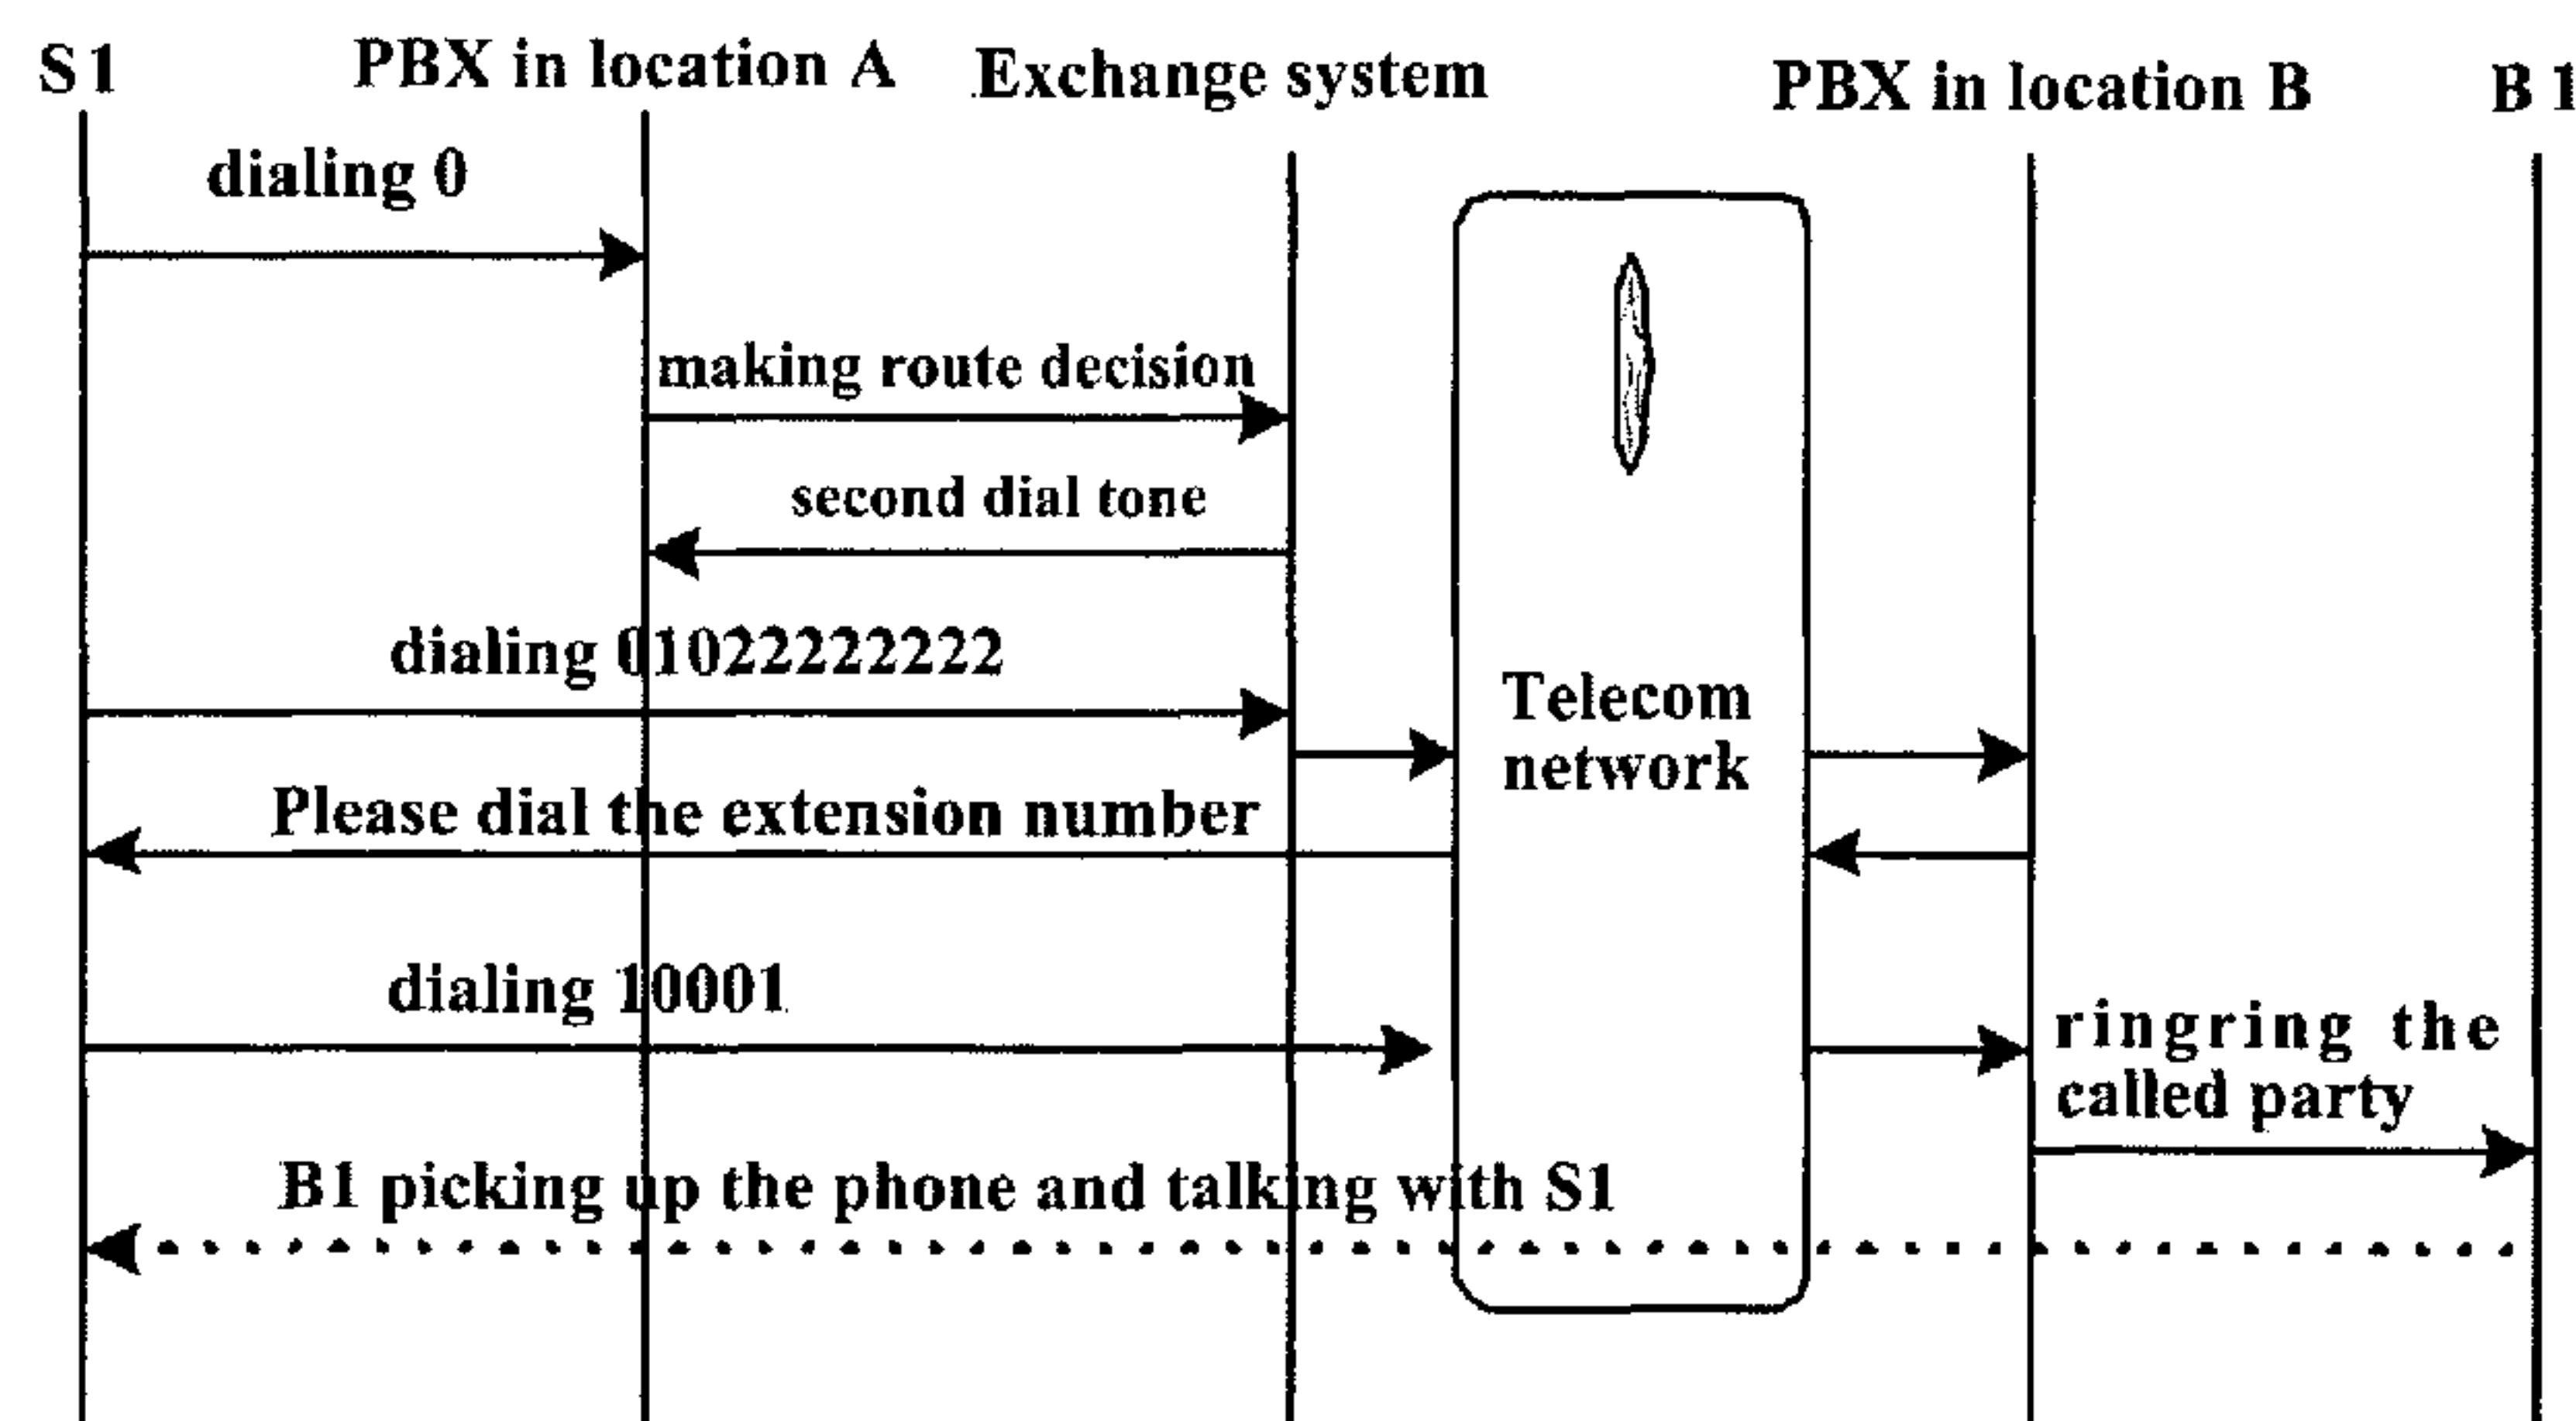 S1
PBX in location A
Exchange system
PBX in location B
B1
dialing 0
making route decision
second dial tone
dialing 01022222222
Telecom
network
Please dial the extension number
dialing 10001
ringring the
called party
B1 picking up the phone and talking with S1